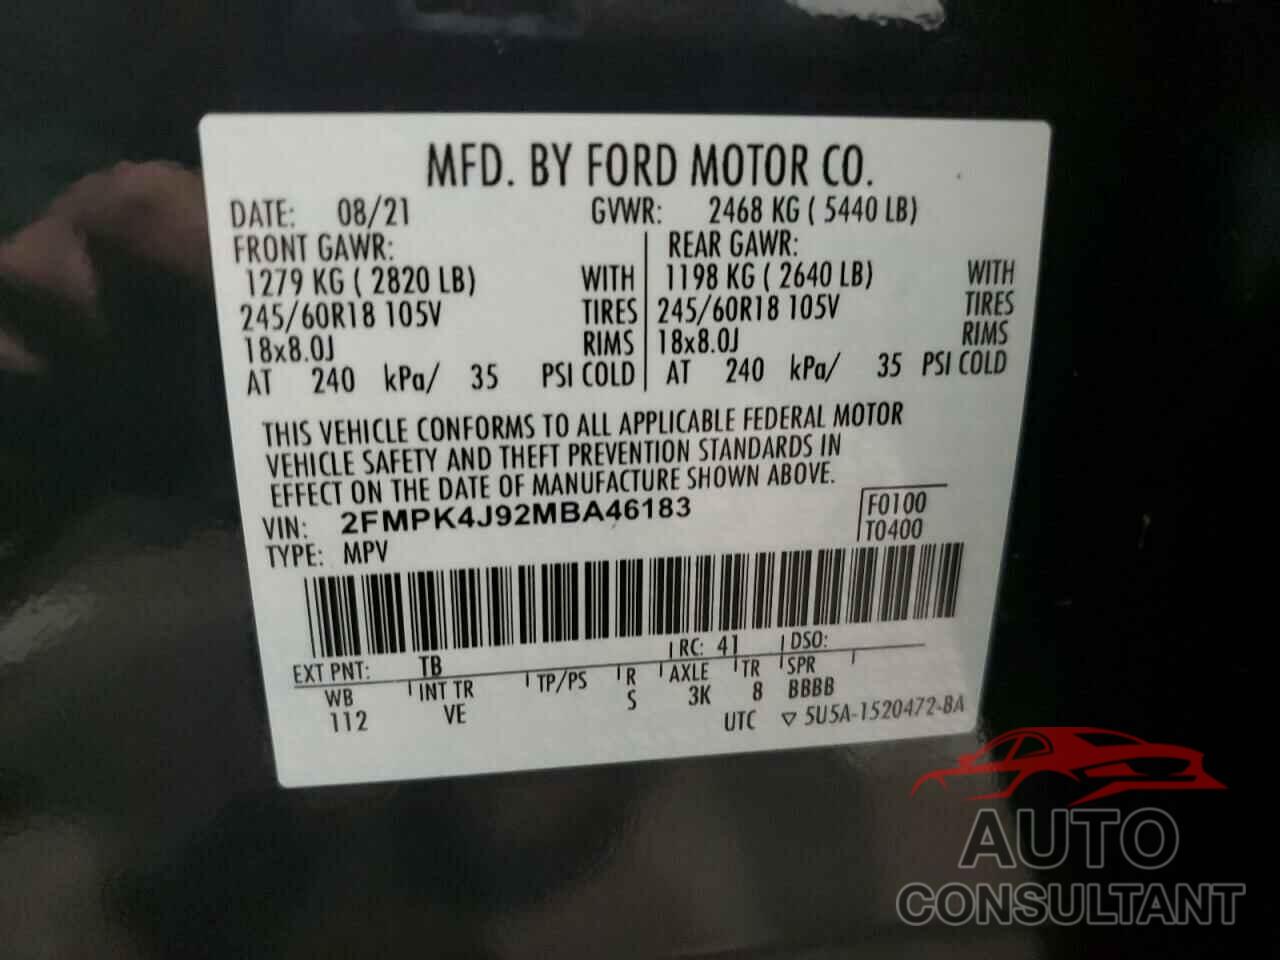 MFD. BY FORD MOTOR CO.
DATE: 08/21 GVWR: 2468 KG ( 5440 LB)
FRONT GAWR: REAR GAWR:
1279 KG ( 2820 LB) WITH 1198 KG ( 2640 LB) WITH
245/60R18 105V TIRES 245/60R18 105V TIRES
18x8.0J RIMS 18x8.0J RIMS
AT 240 kPa/ 35 PSI COLD AT 240 kPa/ 35 PSI COLD
THIS VEHICLE CONFORMS TO ALL APPLICABLE FEDERAL MOTOR
VEHICLE SAFETY AND THEFT PREVENTION STANDARDS IN
EFFECT ON THE DATE OF MANUFACTURE SHOWN ABOVE.
VIN: 2FMPK4J92MBA46183 F0100
TYPE: MPV T0400
EXT PNT: TB RC: 41 DSO:
WB INT TR TP/PS R AXLE TR SPR
112 VE S 3K 8 BBBB
UTC ▽ 5U5A-1520472-BA
AUTO
CONSULTANT